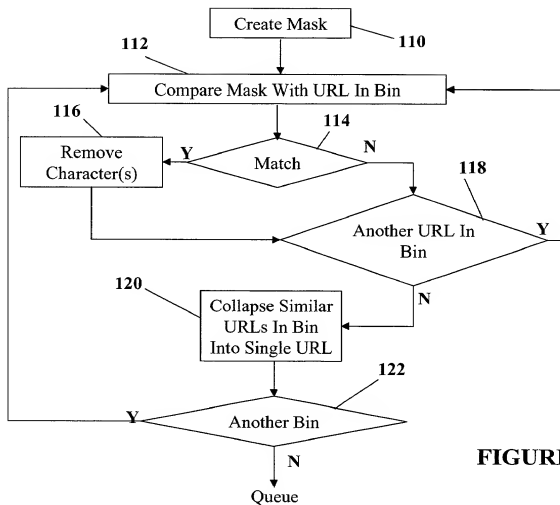 Create Mask
110
112
Compare Mask With URL In Bin
116
114
Y
N
Remove
Character(s)
Match
118
Another URL In
Bin
Y
N
120
Collapse Similar
URLs In Bin
Into Single URL
122
Y
Another Bin
N
FIGURE
Queue